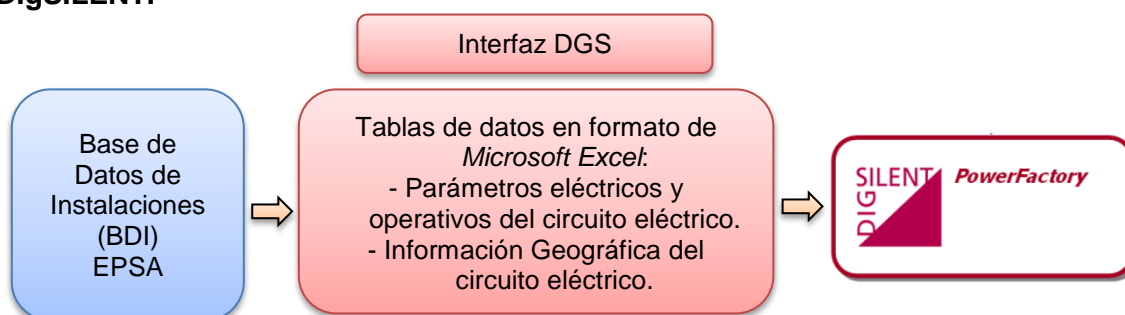 DIgSILENT.
Interfaz DGS
Base de
Datos de
Instalaciones
(BDI)
EPSA
Tablas de datos en formato de
Microsoft Excel:
- Parámetros eléctricos y
operativos del circuito eléctrico.
- Información Geográfica del
circuito eléctrico.
DIG
SILENT
PowerFactory